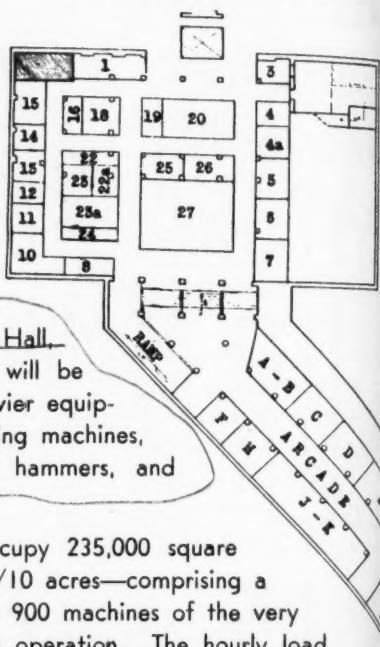 1
3
15
16
18
19
20
4
14
4a
15
22
23
22a
25
26
5
12
11
23a
27
6
24
10
8
7
RAMP
A-B
C
D
F
H
ARCADE
J-K
Hall,
will be
vier equip-
ing machines,
hammers, and
cupy 235,000 square
/10 acres—comprising a
900 machines of the very
operation. The hourly load